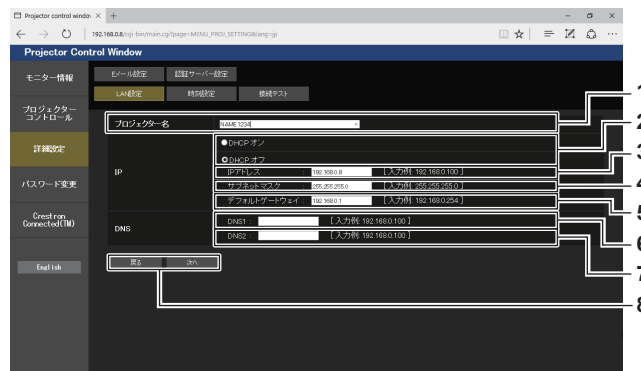 Projector control window
192.168.0.8/cgi-bin/main.cgi?page=MENU_PROJ_SETTING&lang=jp
Projector Control Window
モニター情報
プロジェクター
コントロール
詳細設定
パスワード変更
Crestron
Connected(TM)
English
Eメール設定 認証サーバー設定
LAN設定 時刻設定 接続テスト
プロジェクター名 NAME1234
IP
DHCP オン
DHCP オフ
IPアドレス : 192.168.0.8 [入力例: 192.168.0.100 ]
サブネットマスク : 255.255.255.0 [入力例: 255.255.255.0 ]
デフォルトゲートウェイ : 192.168.0.1 [入力例: 192.168.0.254 ]
DNS
DNS1 : [入力例: 192.168.0.100 ]
DNS2 : [入力例: 192.168.0.100 ]
戻る 次へ
1
2
3
4
5
6
7
8